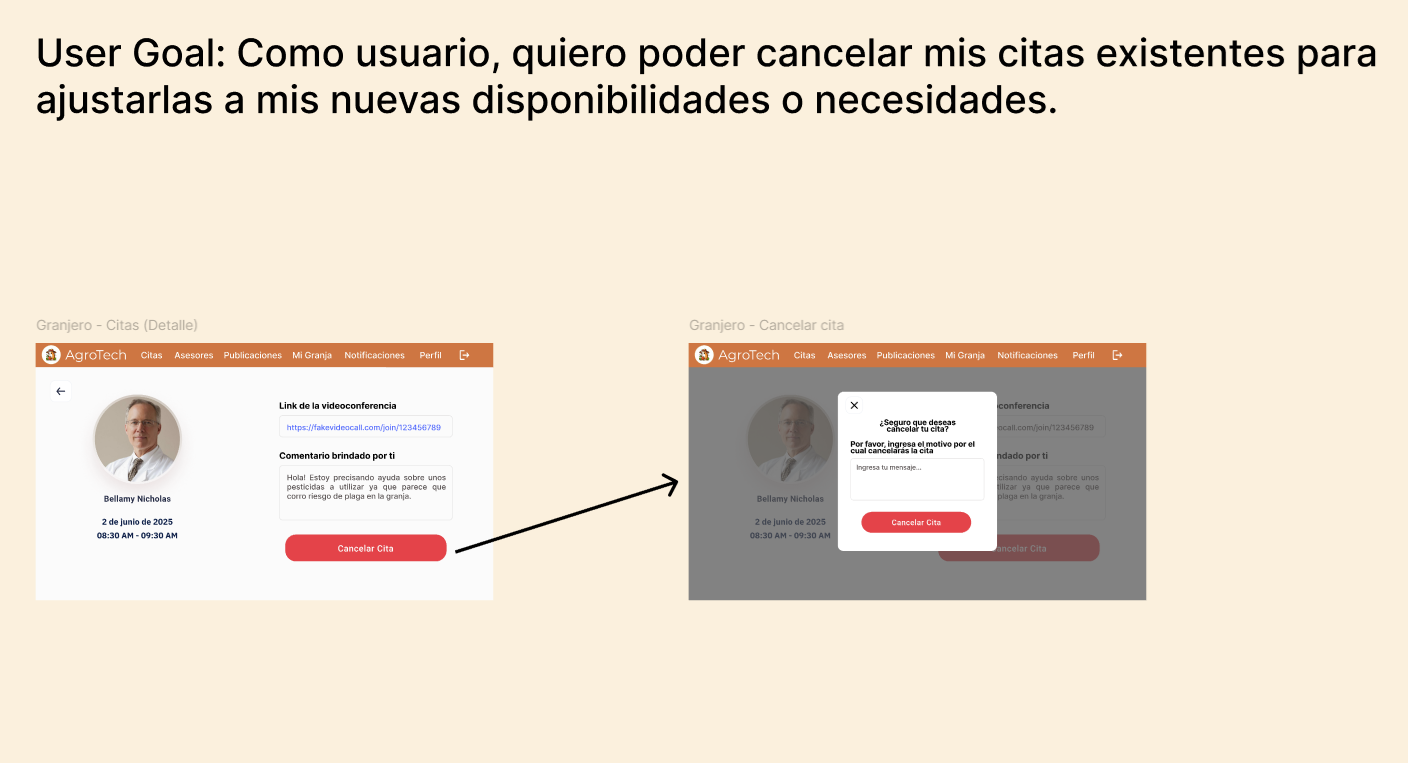 User Goal: Como usuario, quiero poder cancelar mis citas existentes para
ajustarlas a mis nuevas disponibilidades o necesidades.
Granjero - Citas (Detalle)
AgroTech Citas Asesores Publicaciones Mi Granja Notificaciones Perfil
Link de la videoconferencia
https://fakevideocall.com/join/123456789
Comentario brindado por ti
Hola! Estoy precisando ayuda sobre unos
pesticidas a utilizar ya que parece que
corro riesgo de plaga en la granja.
Bellamy Nicholas
2 de junio de 2025
08:30 AM - 09:30 AM
Cancelar Cita
Granjero - Cancelar cita
AgroTech Citas Asesores Publicaciones Mi Granja Notificaciones Perfil
¿Seguro que deseas
cancelar tu cita?
Por favor, ingresa el motivo por el
cual cancelarás la cita
Ingresa tu mensaje...
Cancelar Cita
conferencia
ocall.com/join/123456789
ndado por ti
cisando ayuda sobre unos
tilizar ya que parece que
plaga en la granja.
Bellamy Nicholas
2 de junio de 2025
08:30 AM - 09:30 AM
ancelar Cita